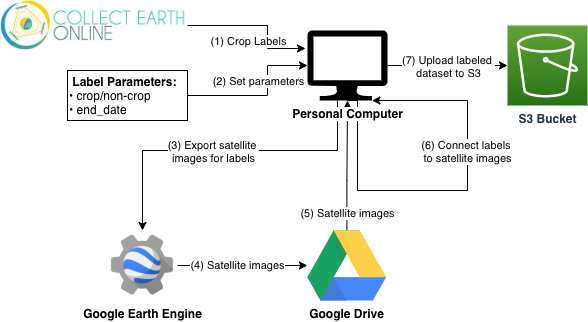 COLLECT EARTH
ONLINE
(1) Crop Labels
Label Parameters:
• crop/non-crop
• end_date
(2) Set parameters
Personal Computer
(7) Upload labeled
dataset to S3
S3 Bucket
(3) Export satellite
images for labels
(6) Connect labels
to satellite images
(5) Satellite images
(4) Satellite images
Google Earth Engine
Google Drive